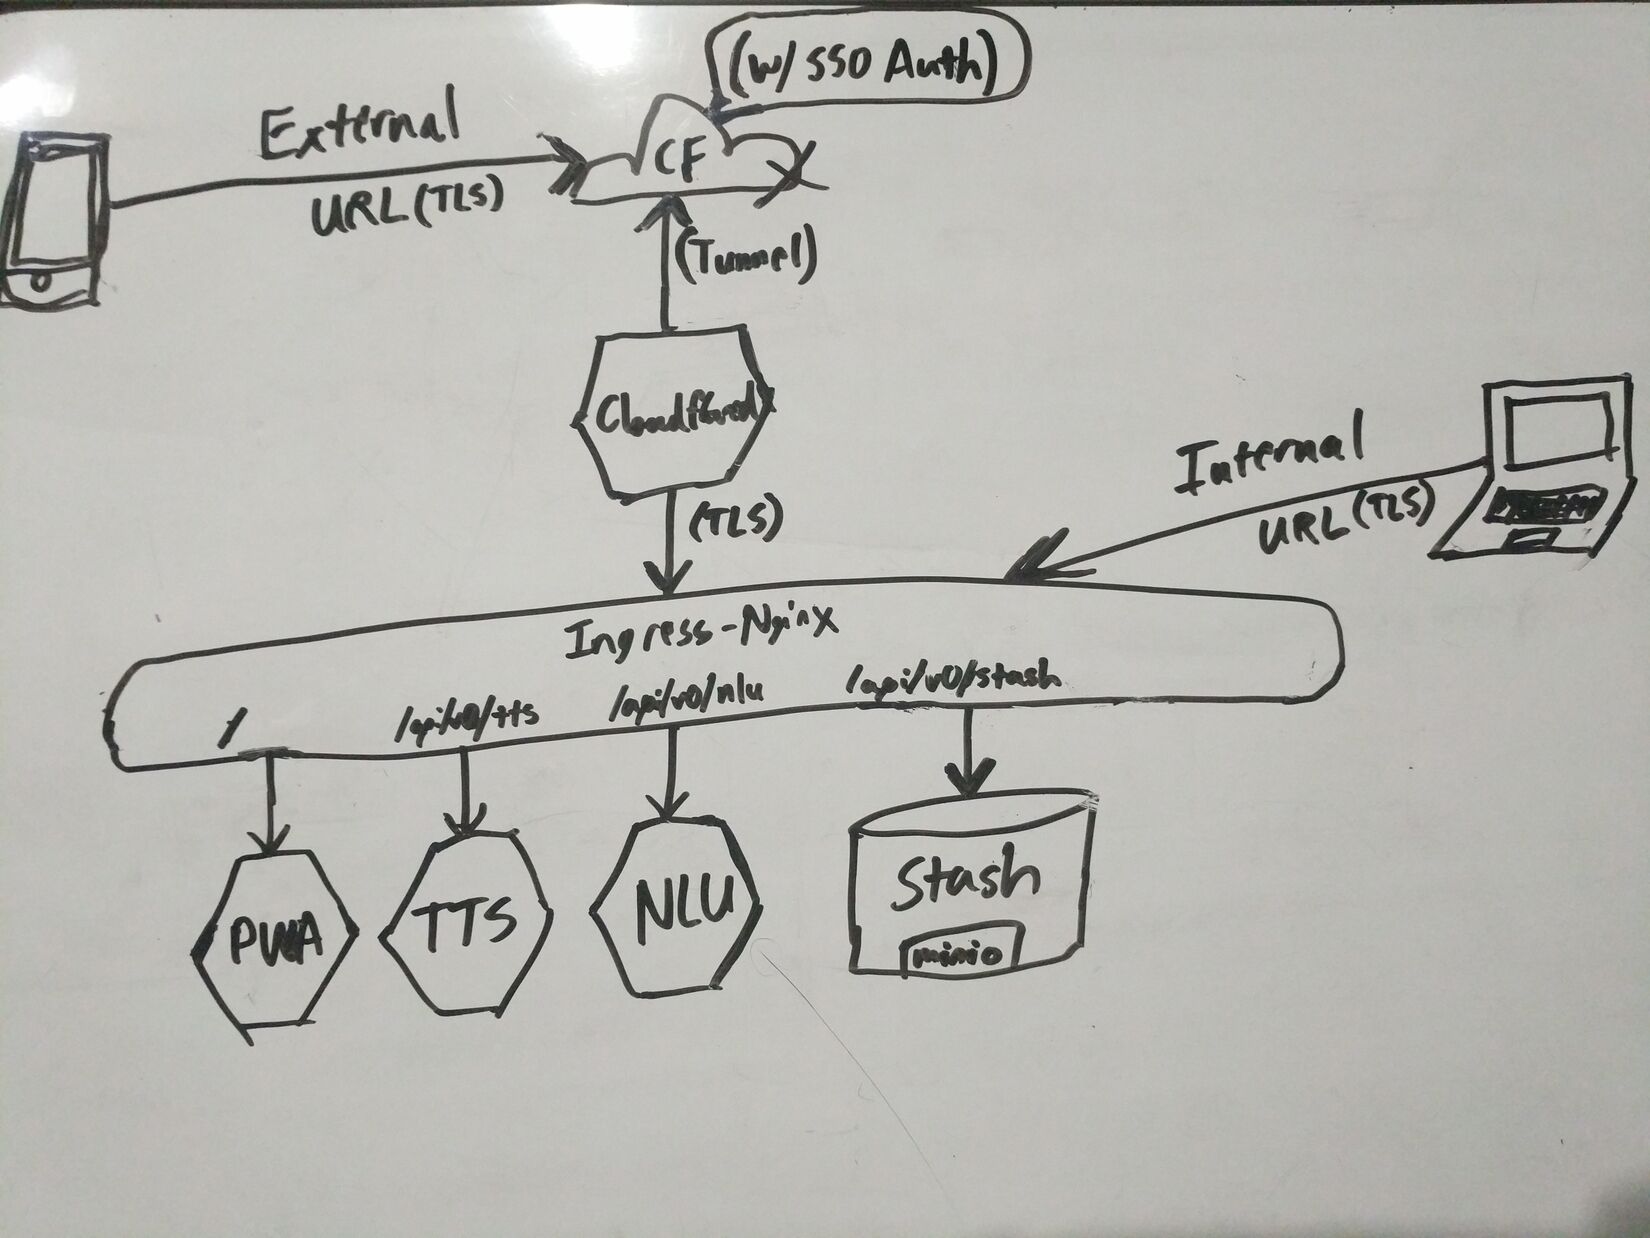 (w/ SSO Auth)
External
URL (TLS)
CF
(Tunnel)
Cloudflared
(TLS)
Internal
URL (TLS)
Ingress-Nginx
/
/api/v0/tts
/api/v0/nlu
/api/v0/stash
PWA
TTS
NLU
Stash
minio